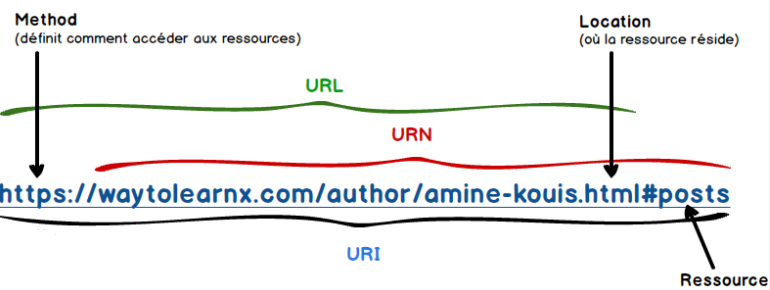 Method
(définit comment accéder aux ressources)
Location
(où la ressource réside)
URL
URN
https://waytolearnx.com/author/amine-kouis.html#posts
URI
Ressource